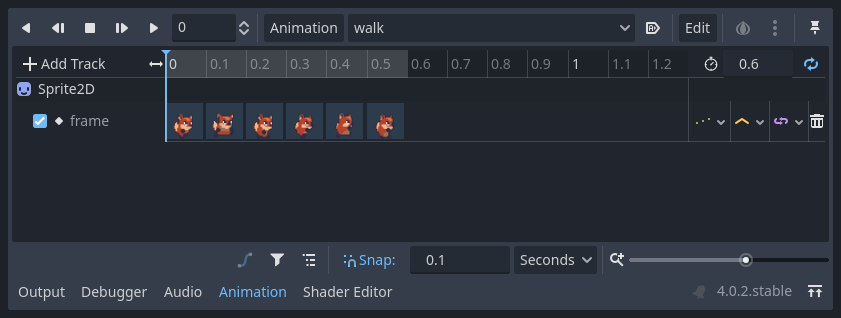 0 Animation walk Edit
Add Track 0 0.1 0.2 0.3 0.4 0.5 0.6 0.7 0.8 0.9 1 1.1 1.2 0.6
Sprite2D
frame
Snap: 0.1 Seconds
Output Debugger Audio Animation Shader Editor 4.0.2.stable